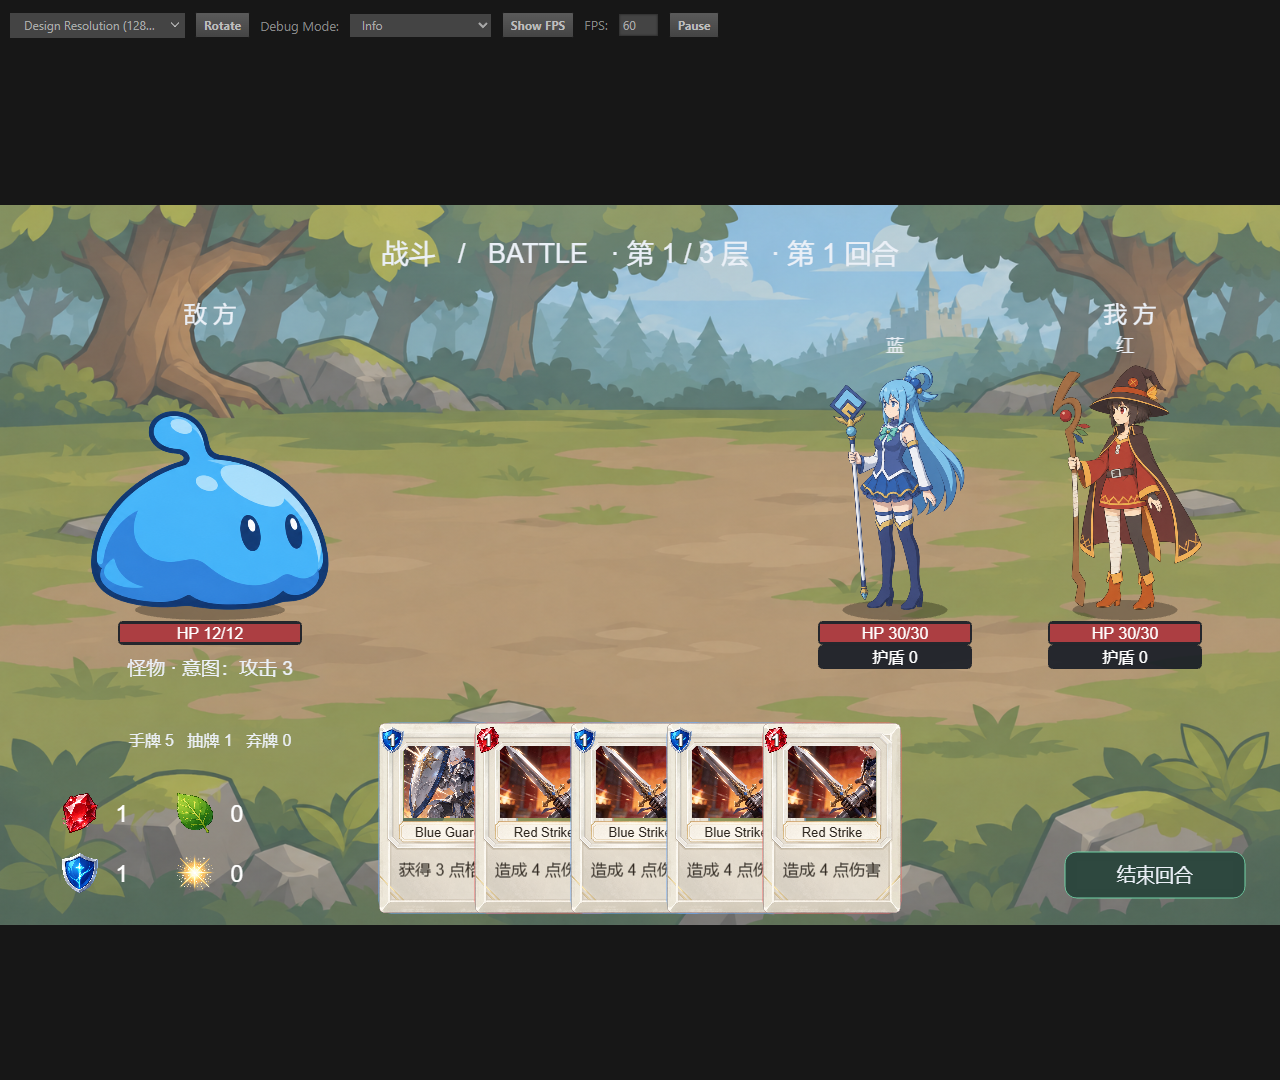 Design Resolution (128... Rotate Debug Mode: Info Show FPS FPS: 60 Pause
战斗 / BATTLE · 第 1 / 3 层 · 第 1 回合
敌 方
我 方
蓝
红
HP 12/12
HP 30/30
HP 30/30
护盾 0
护盾 0
怪物 · 意图：攻击 3
手牌 5 抽牌 1 弃牌 0
1
0
1
0
1
1
1
1
1
Blue Guar
Red Strike
Blue Strik
Blue Strik
Red Strike
获得 3 点格
造成 4 点伤
造成 4 点伤
造成 4 点伤
造成 4 点伤害
结束回合